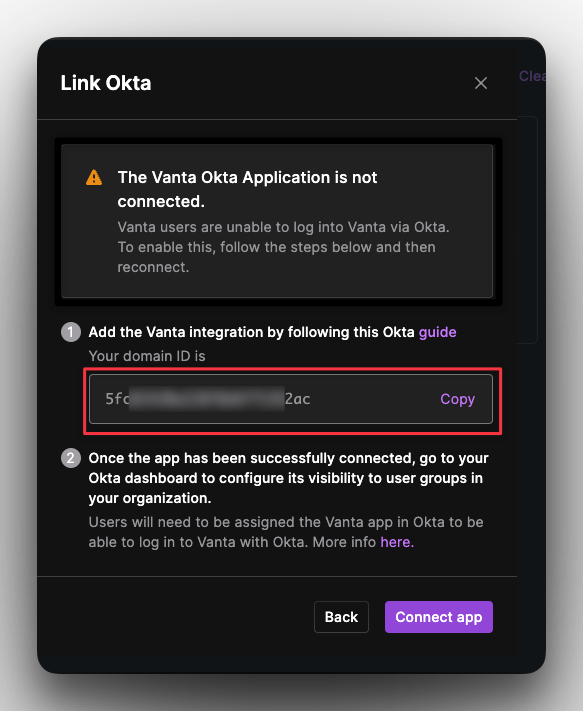 Link Okta
Clea
The Vanta Okta Application is not
connected.
Vanta users are unable to log into Vanta via Okta.
To enable this, follow the steps below and then
reconnect.
1 Add the Vanta integration by following this Okta guide
Your domain ID is
5fc 2ac Copy
2 Once the app has been successfully connected, go to your
Okta dashboard to configure its visibility to user groups in
your organization.
Users will need to be assigned the Vanta app in Okta to be
able to log in to Vanta with Okta. More info here.
Back Connect app